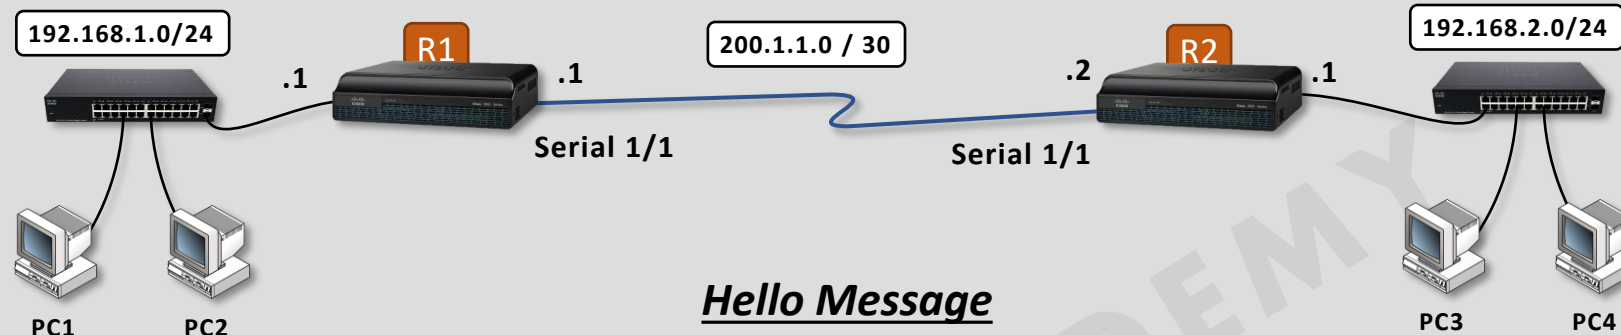 192.168.1.0/24
R1
200.1.1.0 / 30
R2
192.168.2.0/24
.1
.1
.2
.1
Serial 1/1
Serial 1/1
Hello Message
PC1
PC2
PC3
PC4
DEMY